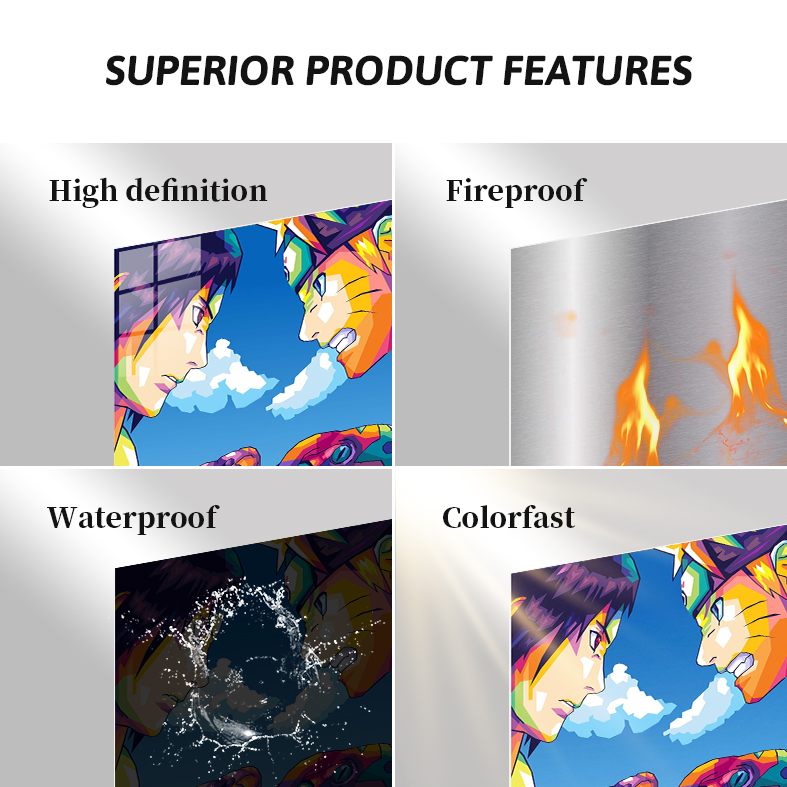 SUPERIOR PRODUCT FEATURES
High definition
Fireproof
Waterproof
Colorfast